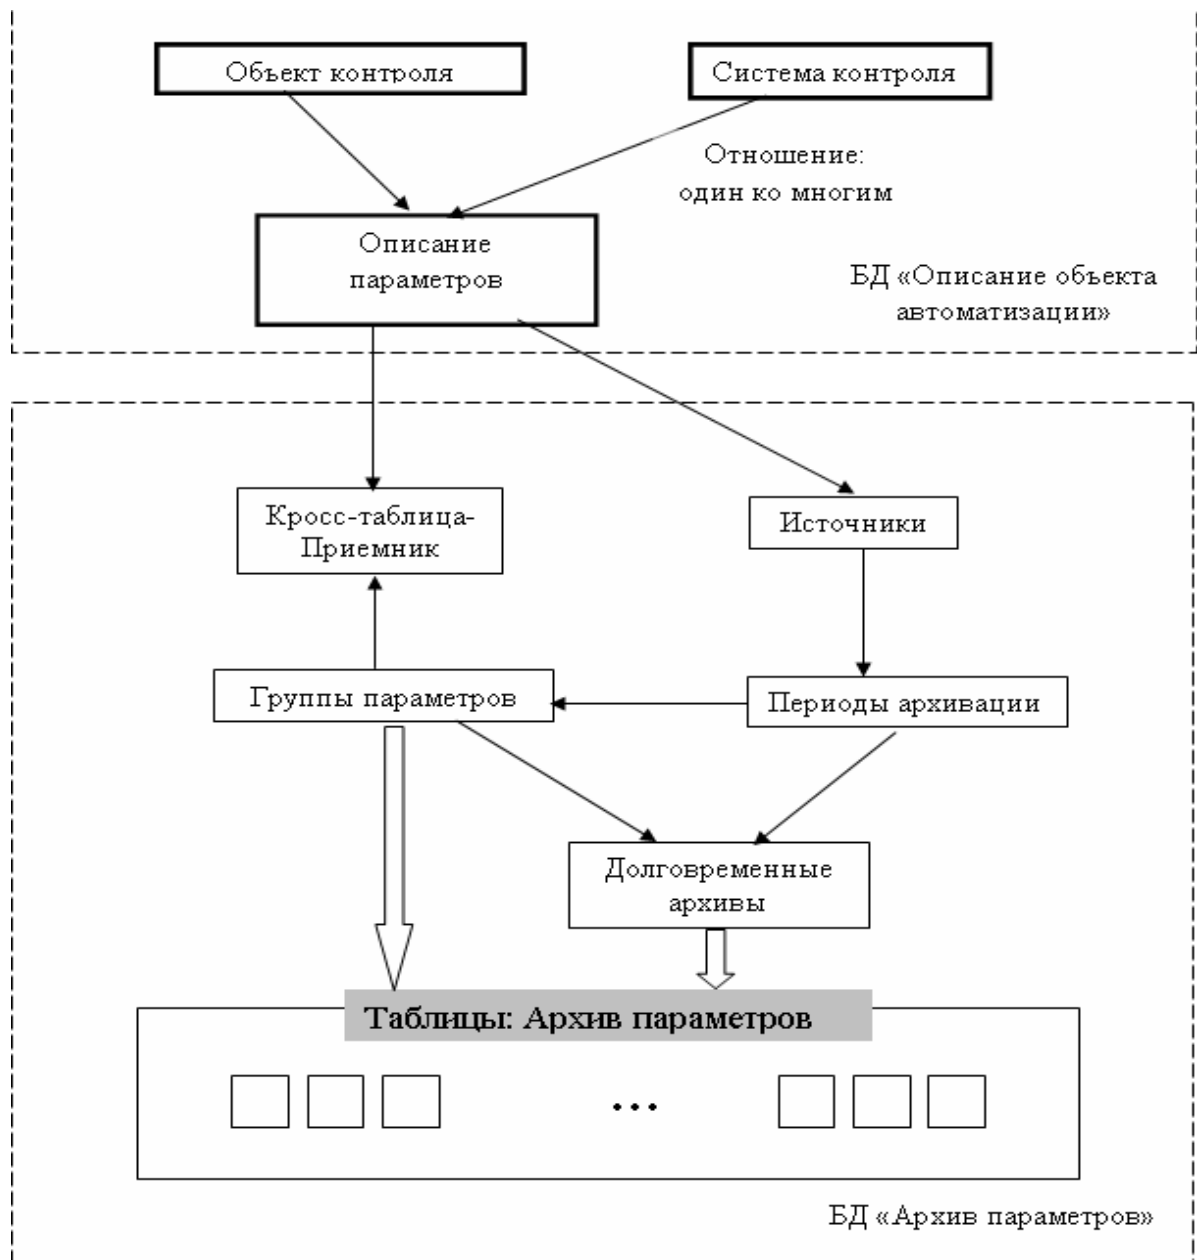 Объект контроля
Система контроля
Отношение:
один ко многим
Описание
параметров
БД «Описание объекта
автоматизации»
Кросс-таблица-
Приемник
Источники
Группы параметров
Периоды архивации
Долговременные
архивы
Таблицы: Архив параметров
...
БД «Архив параметров»